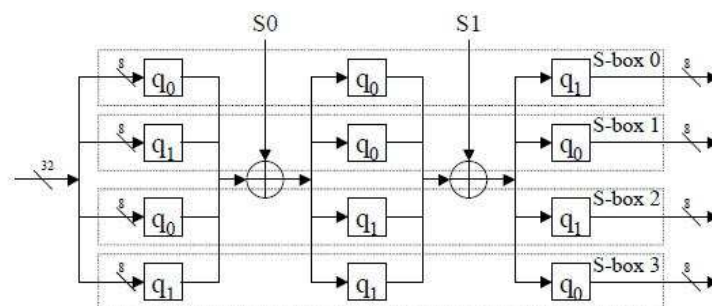 S0 S1
8 q0 q0 q1 S-box 0 8
8 q1 q0 q0 S-box 1 8
32
8 q0 q1 q1 S-box 2 8
8 q1 q1 q0 S-box 3 8